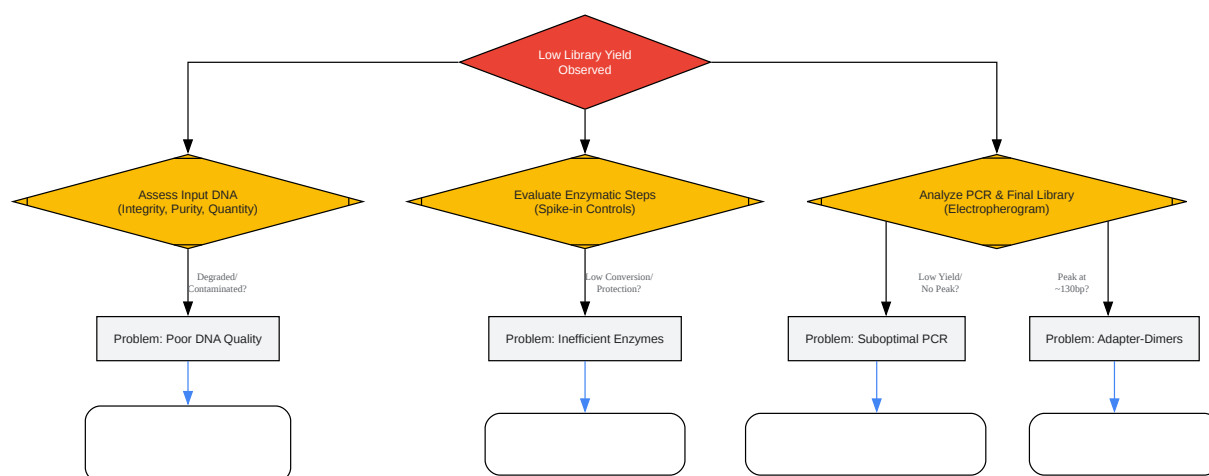 Low Library Yield
Observed
Assess Input DNA
(Integrity, Purity, Quantity)
Evaluate Enzymatic Steps
(Spike-in Controls)
Analyze PCR & Final Library
(Electropherogram)
Degraded/
Contaminated?
Low Conversion/
Protection?
Low Yield/
No Peak?
Peak at
~130bp?
Problem: Poor DNA Quality
Problem: Inefficient Enzymes
Problem: Suboptimal PCR
Problem: Adapter-Dimers